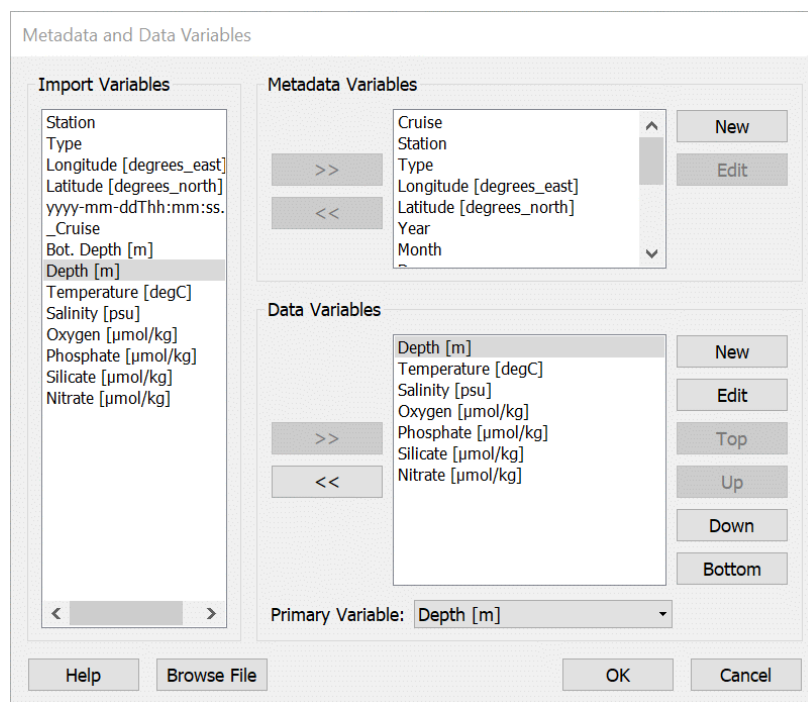 Metadata and Data Variables
Import Variables
Station
Type
Longitude [degrees_east]
Latitude [degrees_north]
yyyy-mm-ddThh:mm:ss.
_Cruise
Bot. Depth [m]
Depth [m]
Temperature [degC]
Salinity [psu]
Oxygen [µmol/kg]
Phosphate [µmol/kg]
Silicate [µmol/kg]
Nitrate [µmol/kg]
Metadata Variables
>>
<<
Cruise
Station
Type
Longitude [degrees_east]
Latitude [degrees_north]
Year
Month
New
Edit
Data Variables
>>
<<
Depth [m]
Temperature [degC]
Salinity [psu]
Oxygen [µmol/kg]
Phosphate [µmol/kg]
Silicate [µmol/kg]
Nitrate [µmol/kg]
New
Edit
Top
Up
Down
Bottom
Primary Variable: Depth [m]
Help
Browse File
OK
Cancel